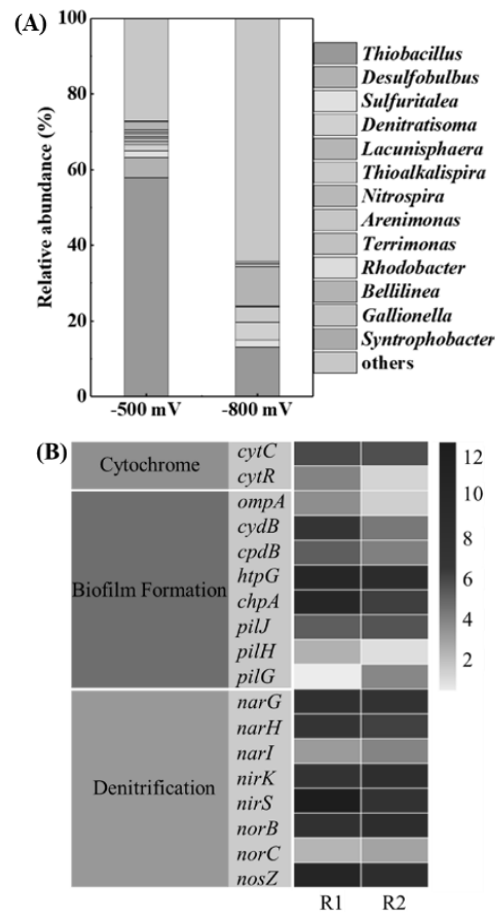 (A)
100
80
60
40
20
0
Relative abundance (%)
-500 mV
-800 mV
Thiobacillus
Desulfobulbus
Sulfuritalea
Denitratisoma
Lacunisphaera
Thioalkalispira
Nitrospira
Arenimonas
Terrimonas
Rhodobacter
Bellilinea
Gallionella
Syntrophobacter
others
(B)
Cytochrome
Biofilm Formation
Denitrification
cytC
cytR
ompA
cydB
cpdB
htpG
chpA
pilJ
pilH
pilG
narG
narH
narI
nirK
nirS
norB
norC
nosZ
R1 R2
12
10
8
6
4
2